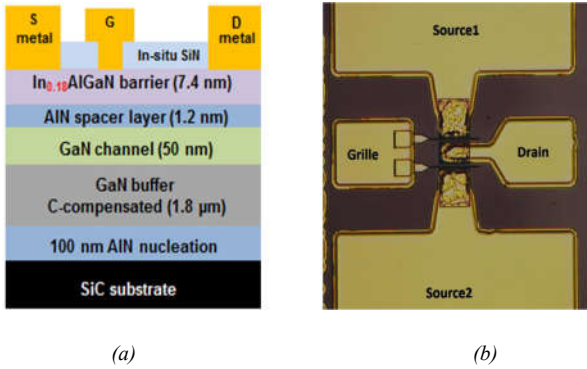 S
metal
G
D
metal
In-situ SiN
In0.18AlGaN barrier (7.4 nm)
AlN spacer layer (1.2 nm)
GaN channel (50 nm)
GaN buffer
C-compensated (1.8 µm)
100 nm AlN nucleation
SiC substrate
(a)
Source1
Grille
Drain
Source2
(b)